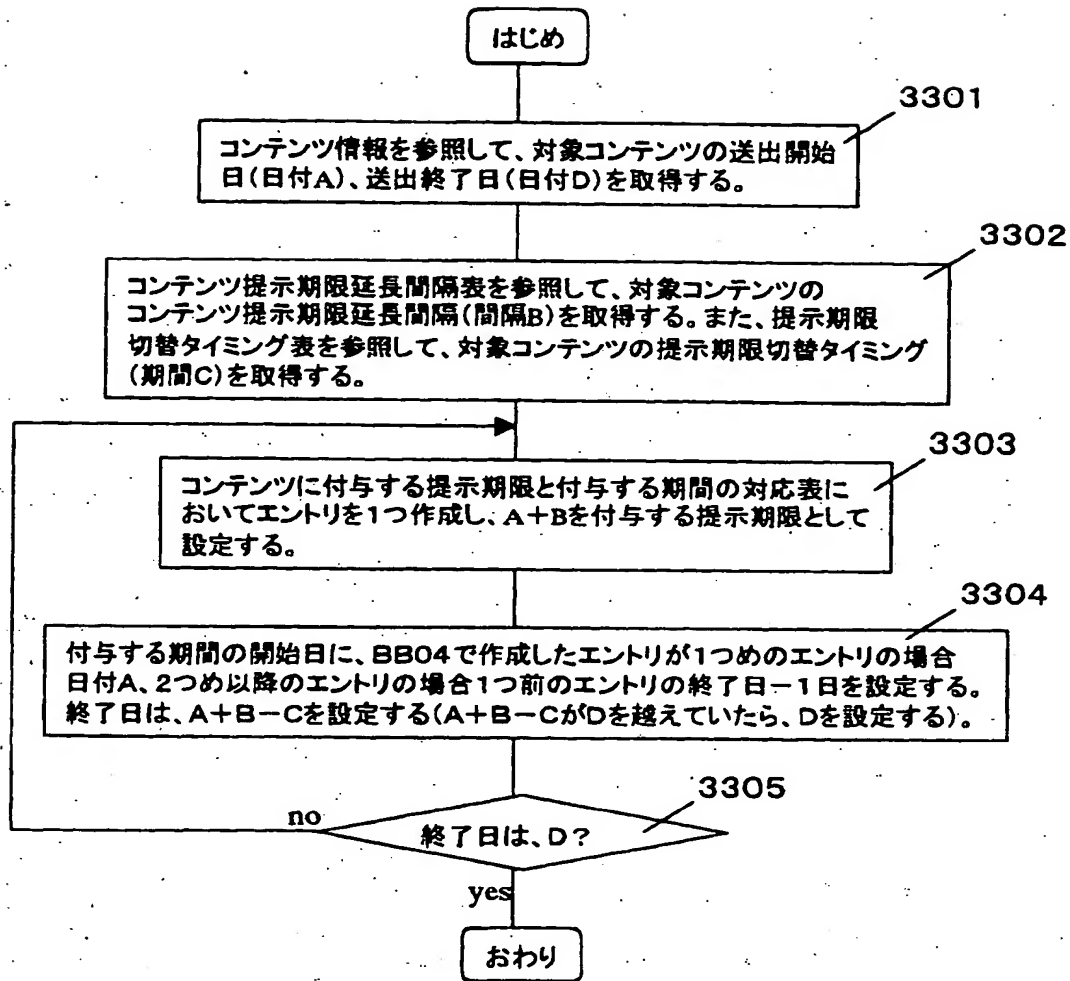 はじめ
3301
コンテンツ情報を参照して、対象コンテンツの送出開始
日(日付A)、送出終了日(日付D)を取得する。
3302
コンテンツ提示期限延長間隔表を参照して、対象コンテンツの
コンテンツ提示期限延長間隔(間隔B)を取得する。また、提示期限
切替タイミング表を参照して、対象コンテンツの提示期限切替タイミング
(期間C)を取得する。
3303
コンテンツに付与する提示期限と付与する期間の対応表に
おいてエントリを1つ作成し、A+Bを付与する提示期限として
設定する。
3304
付与する期間の開始日に、BB04で作成したエントリが1つめのエントリの場合
日付A、2つめ以降のエントリの場合1つ前のエントリの終了日-1日を設定する。
終了日は、A+B-Cを設定する(A+B-CがDを越えていたら、Dを設定する)。
3305
no
終了日は、D?
yes
おわり